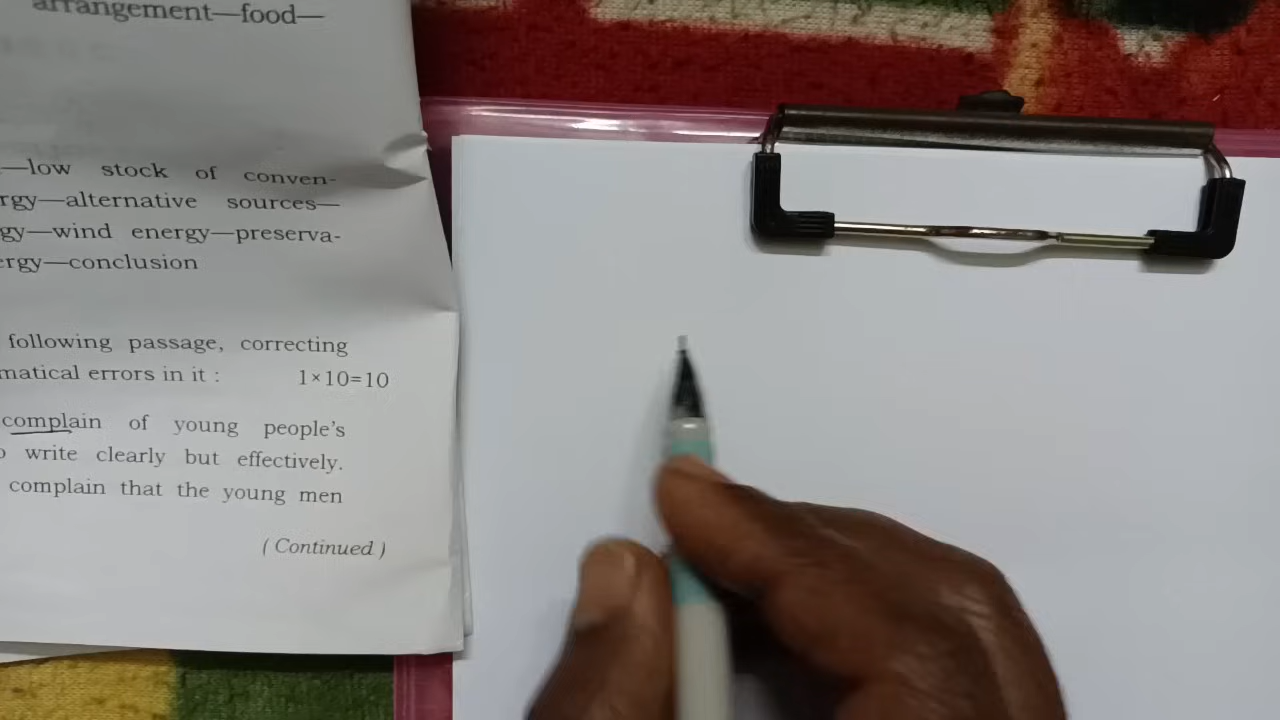 arrangement—food—
—low stock of conven-
rgy—alternative sources—
gy—wind energy—preserva-
ergy—conclusion
following passage, correcting
matical errors in it : 1×10=10
complain of young people's
o write clearly but effectively.
complain that the young men
( Continued )